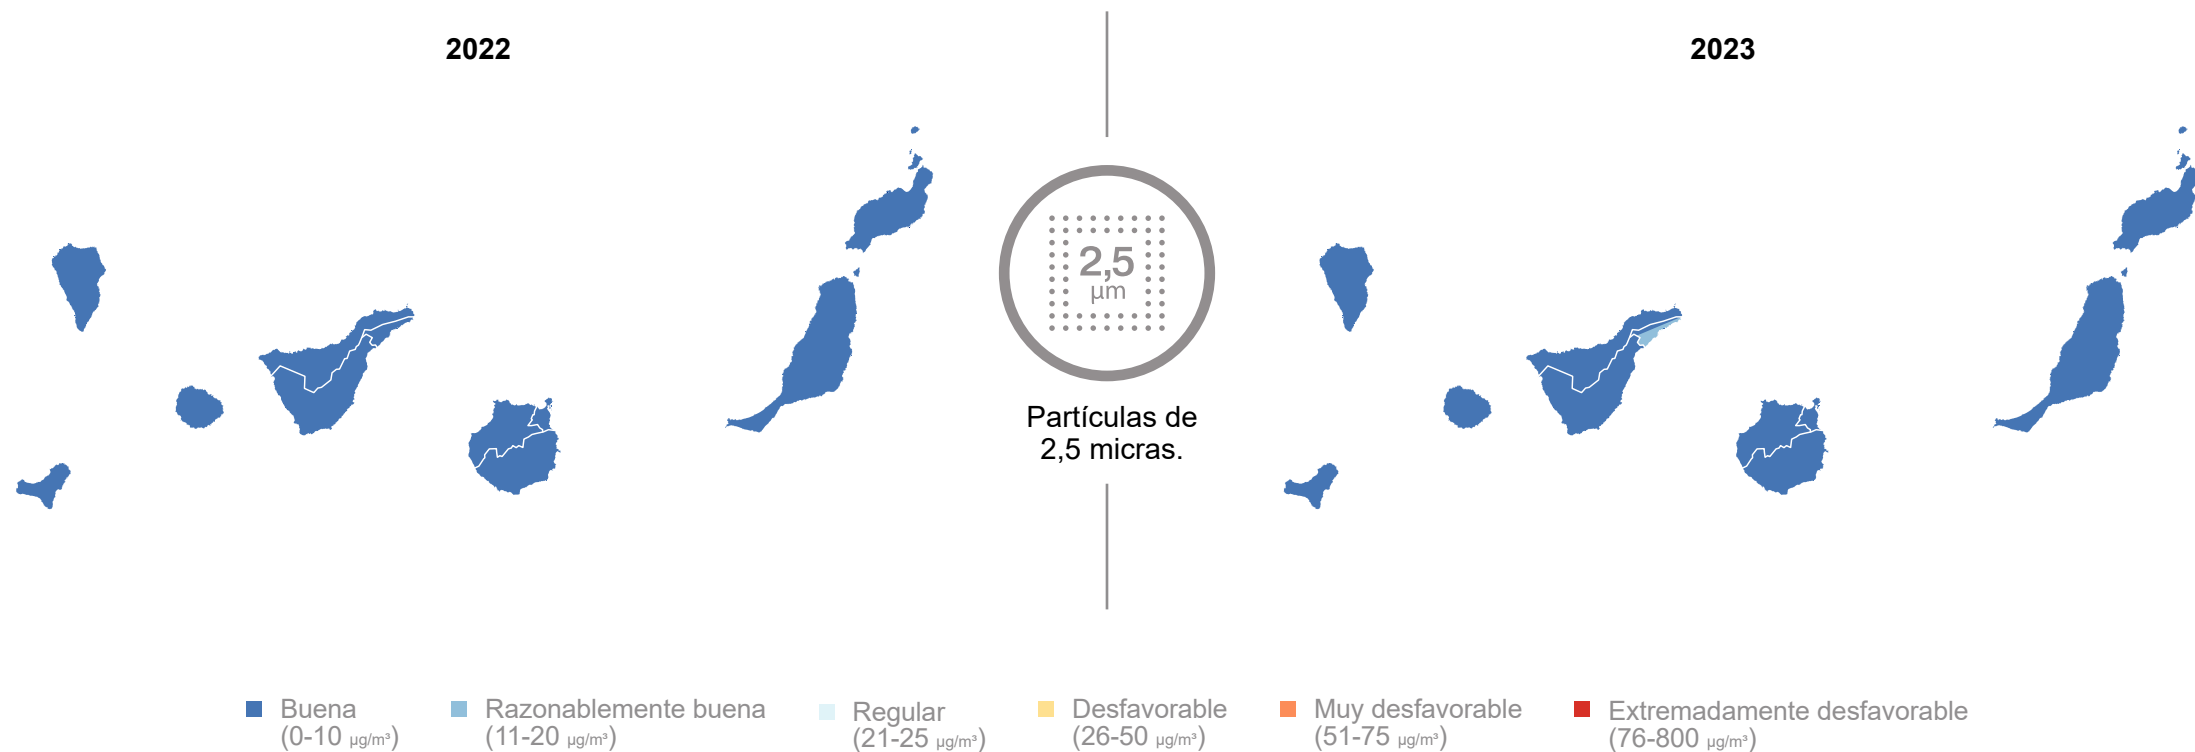 2022
2023
2,5
µm
Partículas de
2,5 micras.
Buena
(0-10 µg/m³)
Razonablemente buena
(11-20 µg/m³)
Regular
(21-25 µg/m³)
Desfavorable
(26-50 µg/m³)
Muy desfavorable
(51-75 µg/m³)
Extremadamente desfavorable
(76-800 µg/m³)